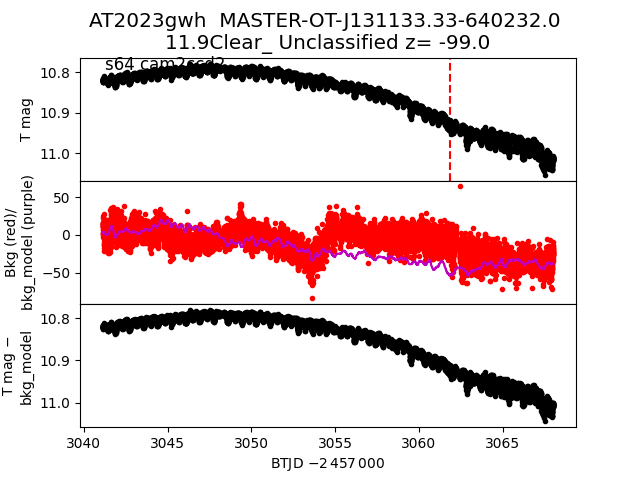 AT2023gwh MASTER-OT-J131133.33-640232.0
11.9Clear_ Unclassified z= -99.0
s64 cam2ccd2
10.8
10.9
11.0
T mag
50
0
−50
Bkg (red)/
bkg_model (purple)
10.8
10.9
11.0
T mag −
bkg_model
3040 3045 3050 3055 3060 3065
BTJD −2 457 000